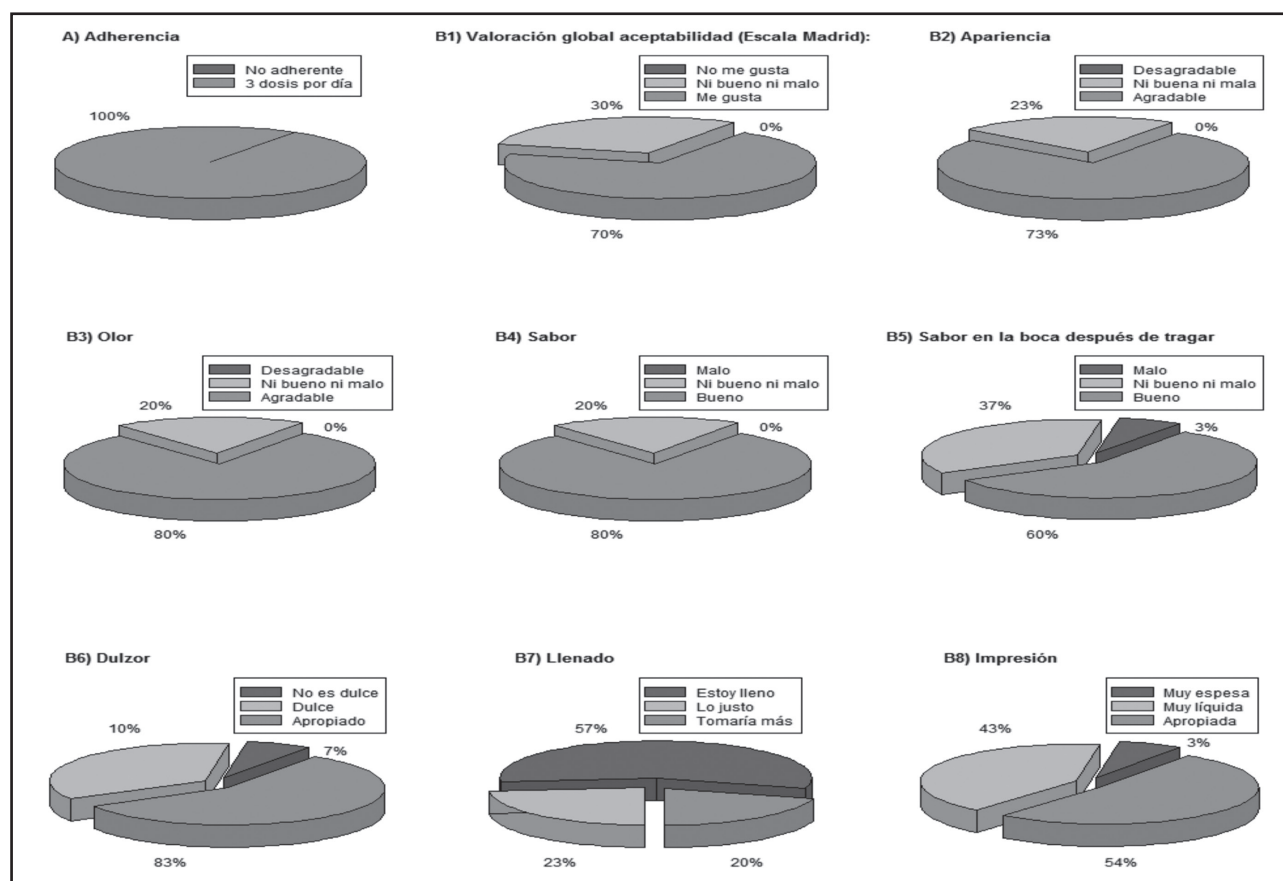 A) Adherencia
No adherente
3 dosis por día
100%
B1) Valoración global aceptabilidad (Escala Madrid):
No me gusta
Ni bueno ni malo
Me gusta
30%
0%
70%
B2) Apariencia
Desagradable
Ni buena ni mala
Agradable
23%
0%
73%
B3) Olor
Desagradable
Ni bueno ni malo
Agradable
20%
0%
80%
B4) Sabor
Malo
Ni bueno ni malo
Bueno
20%
0%
80%
B5) Sabor en la boca después de tragar
Malo
Ni bueno ni malo
Bueno
37%
3%
60%
B6) Dulzor
No es dulce
Dulce
Apropiado
10%
7%
83%
B7) Llenado
Estoy lleno
Lo justo
Tomaría más
57%
23%
20%
B8) Impresión
Muy espesa
Muy líquida
Apropiada
43%
3%
54%